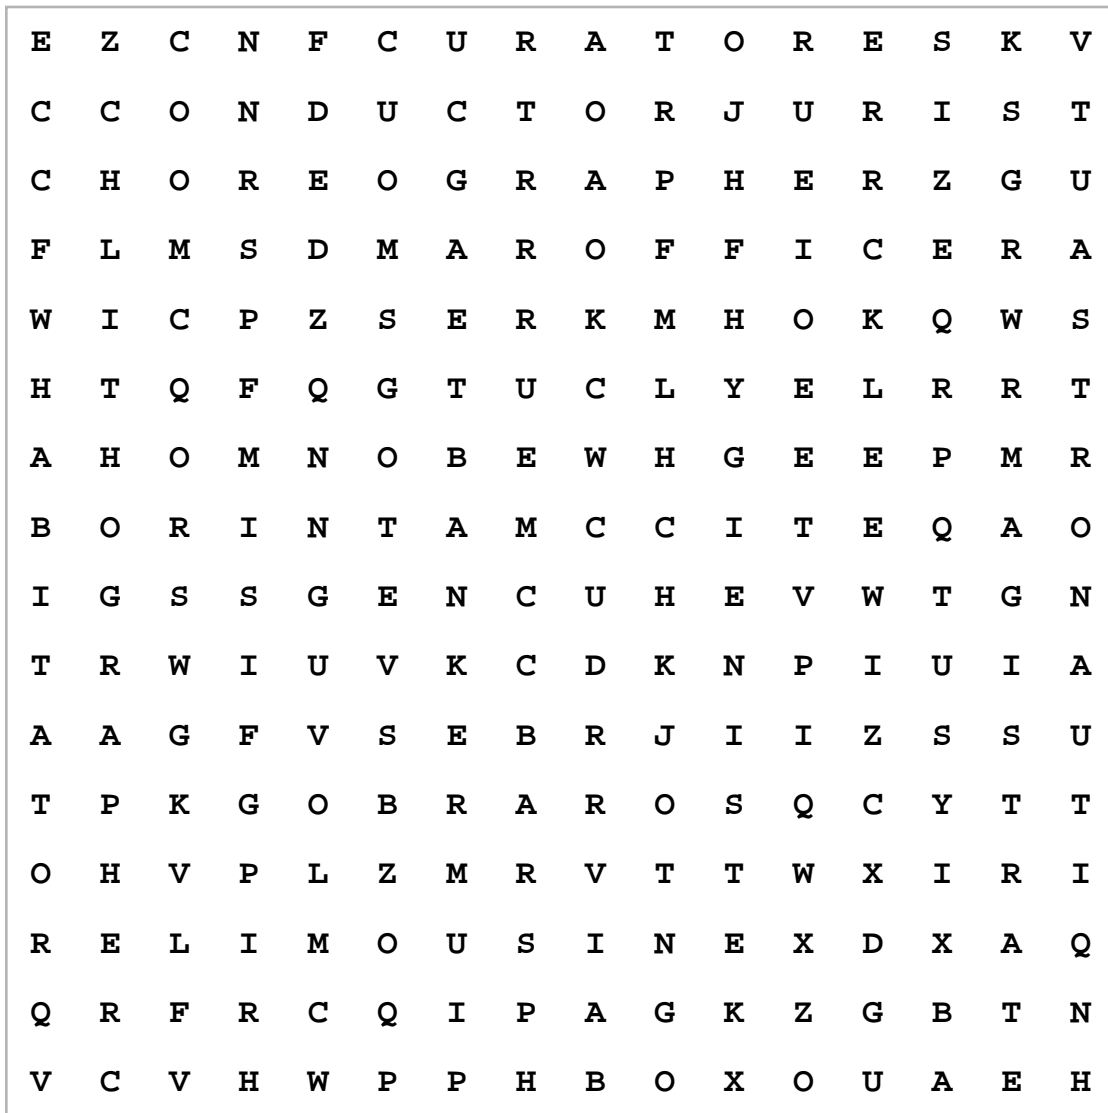 E Z C N F C U R A T O R E S K V
C C O N D U C T O R J U R I S T
C H O R E O G R A P H E R Z G U
F L M S D M A R O F F I C E R A
W I C P Z S E R K M H O K Q W S
H T Q F Q G T U C L Y E L R R T
A H O M N O B E W H G E E P M R
B O R I N T A M C C I T E Q A O
I G S S G E N C U H E V W T G N
T R W I U V K C D K N P I U I A
A A G F V S E B R J I I Z S S U
T P K G O B R A R O S Q C Y T T
O H V P L Z M R V T T W X I R I
R E L I M O U S I N E X D X A Q
Q R F R C Q I P A G K Z G B T N
V C V H W P P H B O X O U A E H